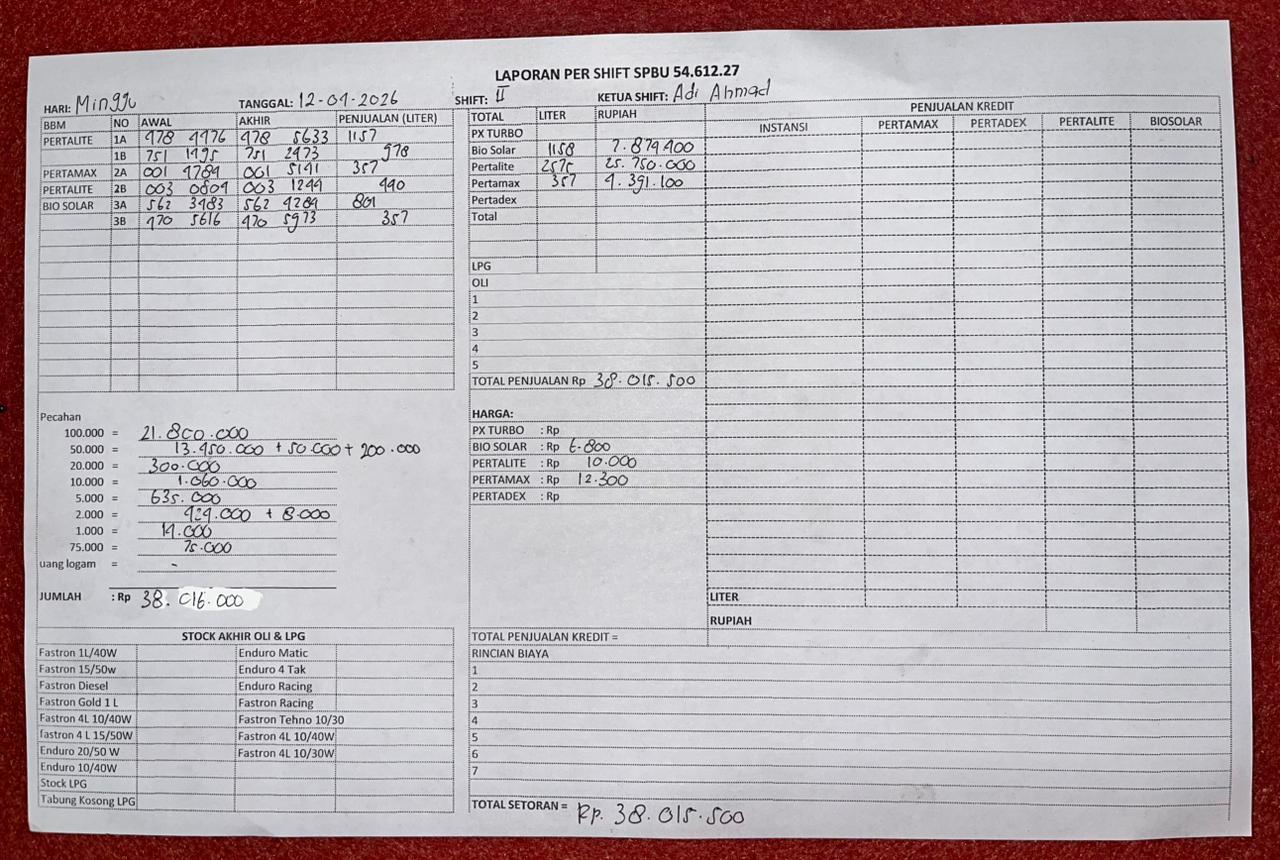 LAPORAN PER SHIFT SPBU 54.612.27
HARI: Minggu TANGGAL: 12-04-2026 SHIFT: II KETUA SHIFT: Adi Ahmad
BBM NO AWAL AKHIR PENJUALAN (LITER)
PERTALITE 1A 478 4476 478 5633 1157
1B 751 1495 751 2473 978
PERTAMAX 2A 001 4784 001 5141 357
PERTALITE 2B 003 0804 003 1244 440
BIO SOLAR 3A 562 3483 562 4284 801
3B 470 5616 470 5973 357
TOTAL LITER RUPIAH
PX TURBO
Bio Solar 1158 7.874.400
Pertalite 2575 25.750.000
Pertamax 357 4.391.100
Pertadex
Total
LPG
OLI
1
2
3
4
5
TOTAL PENJUALAN Rp 38.015.500
PENJUALAN KREDIT
INSTANSI PERTAMAX PERTADEX PERTALITE BIOSOLAR
LITER
RUPIAH
Pecahan
100.000 = 21.800.000
50.000 = 13.450.000 + 50.000 + 200.000
20.000 = 300.000
10.000 = 1.060.000
5.000 = 635.000
2.000 = 424.000 + 8.000
1.000 = 14.000
75.000 = 75.000
uang logam = -
JUMLAH : Rp 38.016.000
HARGA:
PX TURBO : Rp
BIO SOLAR : Rp 6.800
PERTALITE : Rp 10.000
PERTAMAX : Rp 12.300
PERTADEX : Rp
STOCK AKHIR OLI & LPG
Fastron 1L/40W Enduro Matic
Fastron 15/50w Enduro 4 Tak
Fastron Diesel Enduro Racing
Fastron Gold 1 L Fastron Racing
Fastron 4L 10/40W Fastron Tehno 10/30
fastron 4 L 15/50W Fastron 4L 10/40W
Enduro 20/50 W Fastron 4L 10/30W
Enduro 10/40W
Stock LPG
Tabung Kosong LPG
TOTAL PENJUALAN KREDIT =
RINCIAN BIAYA
1
2
3
4
5
6
7
TOTAL SETORAN = Rp. 38.015.500